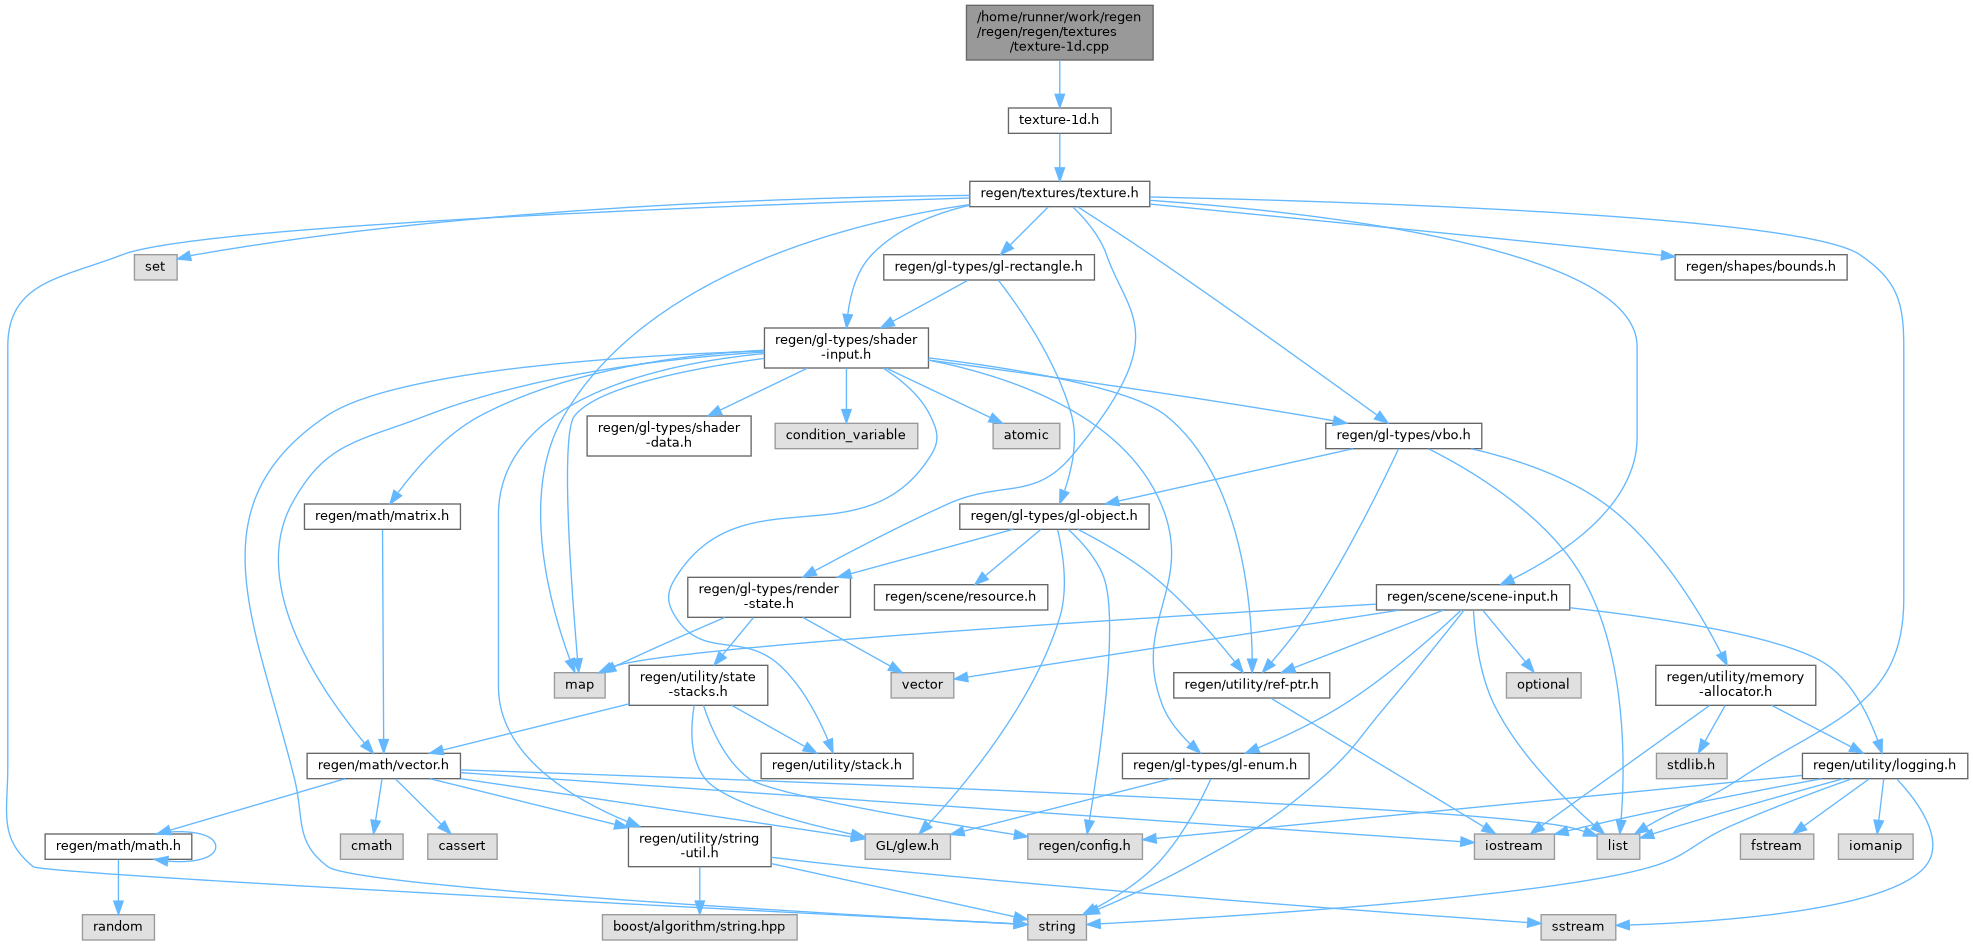 /home/runner/work/regen
/regen/regen/textures
/texture-1d.cpp
texture-1d.h
regen/textures/texture.h
set
regen/gl-types/gl-rectangle.h
regen/shapes/bounds.h
regen/gl-types/shader
-input.h
regen/gl-types/shader
-data.h
condition_variable
atomic
regen/gl-types/vbo.h
regen/math/matrix.h
regen/gl-types/gl-object.h
regen/gl-types/render
-state.h
regen/scene/resource.h
regen/scene/scene-input.h
map
regen/utility/state
-stacks.h
vector
regen/utility/ref-ptr.h
optional
regen/utility/memory
-allocator.h
regen/math/vector.h
regen/utility/stack.h
regen/gl-types/gl-enum.h
stdlib.h
regen/utility/logging.h
regen/math/math.h
cmath
cassert
regen/utility/string
-util.h
GL/glew.h
regen/config.h
iostream
list
fstream
iomanip
random
boost/algorithm/string.hpp
string
sstream